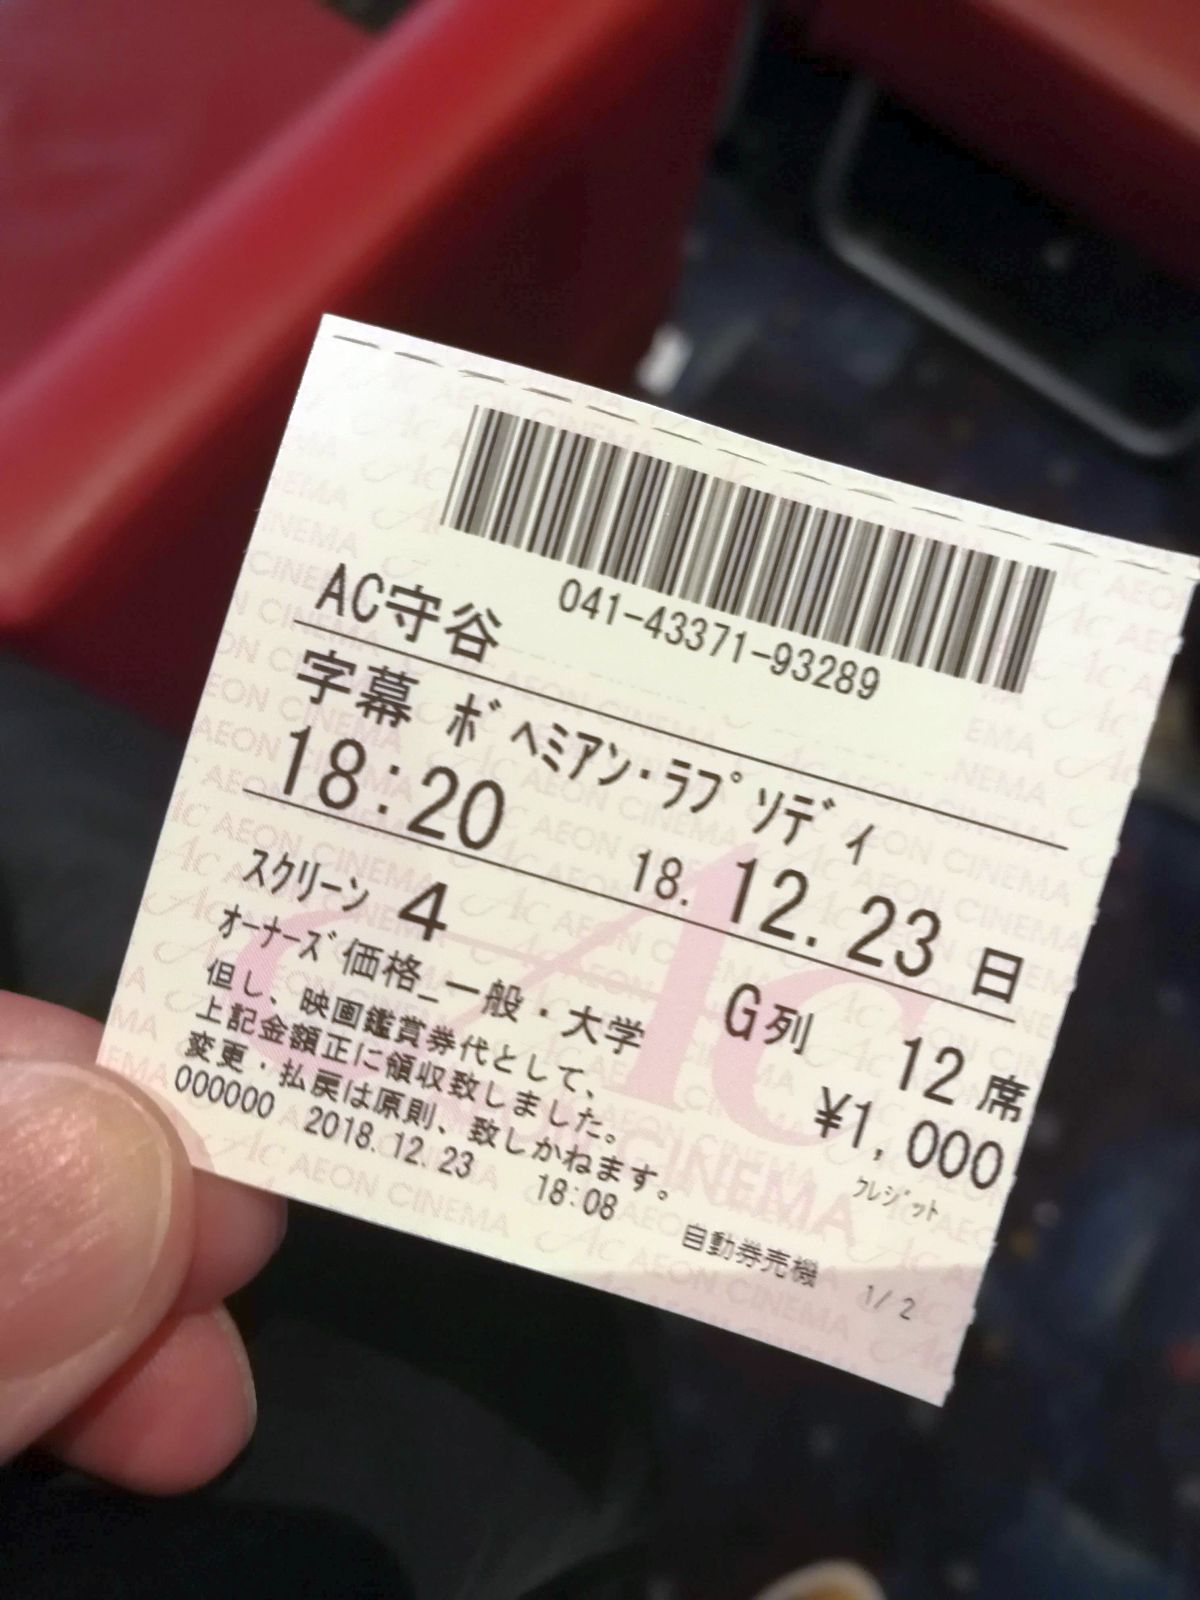 041-43371-93289
AC守谷
字幕 ボヘミアン・ラプソディ
18:20 18.12.23 日
スクリーン 4 G列 12席
オーナーズ価格_一般・大学 ¥1,000
クレジット
但し、映画鑑賞券代として、
上記金額正に領収致しました。
変更・払戻は原則、致しかねます。
000000 2018.12.23 18:08 自動券売機 1/2
AEON CINEMA